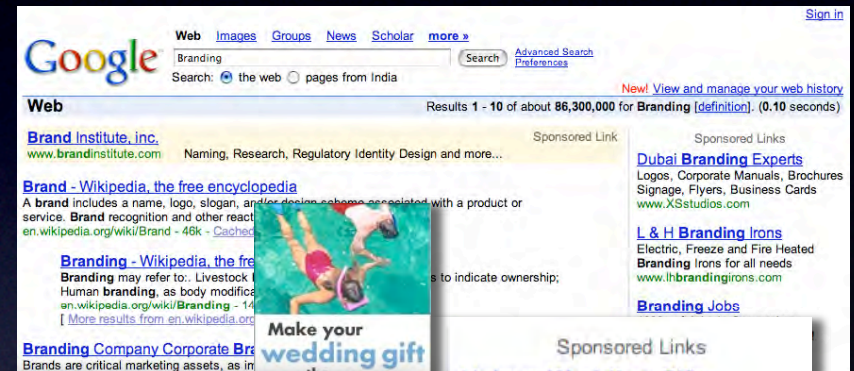 Sign in
Google
Web Images Groups News Scholar more »
Branding Search Advanced Search
Preferences
Search: the web pages from India
New! View and manage your web history
Web Results 1 - 10 of about 86,300,000 for Branding [definition]. (0.10 seconds)
Brand Institute, inc. Sponsored Link
www.brandinstitute.com Naming, Research, Regulatory Identity Design and more...
Brand - Wikipedia, the free encyclopedia
A brand includes a name, logo, slogan, and/or design scheme associated with a product or
service. Brand recognition and other react
en.wikipedia.org/wiki/Brand - 46k - Cached
Branding - Wikipedia, the fre
Branding may refer to:. Livestock s to indicate ownership;
Human branding, as body modifica
en.wikipedia.org/wiki/Branding - 14
[ More results from en.wikipedia.org
Branding Company Corporate Bra
Brands are critical marketing assets, as im
Sponsored Links
Dubai Branding Experts
Logos, Corporate Manuals, Brochures
Signage, Flyers, Business Cards
www.XSstudios.com
L & H Branding Irons
Electric, Freeze and Fire Heated
Branding Irons for all needs
www.lhbrandingirons.com
Branding Jobs
Make your
wedding gift
Sponsored Links